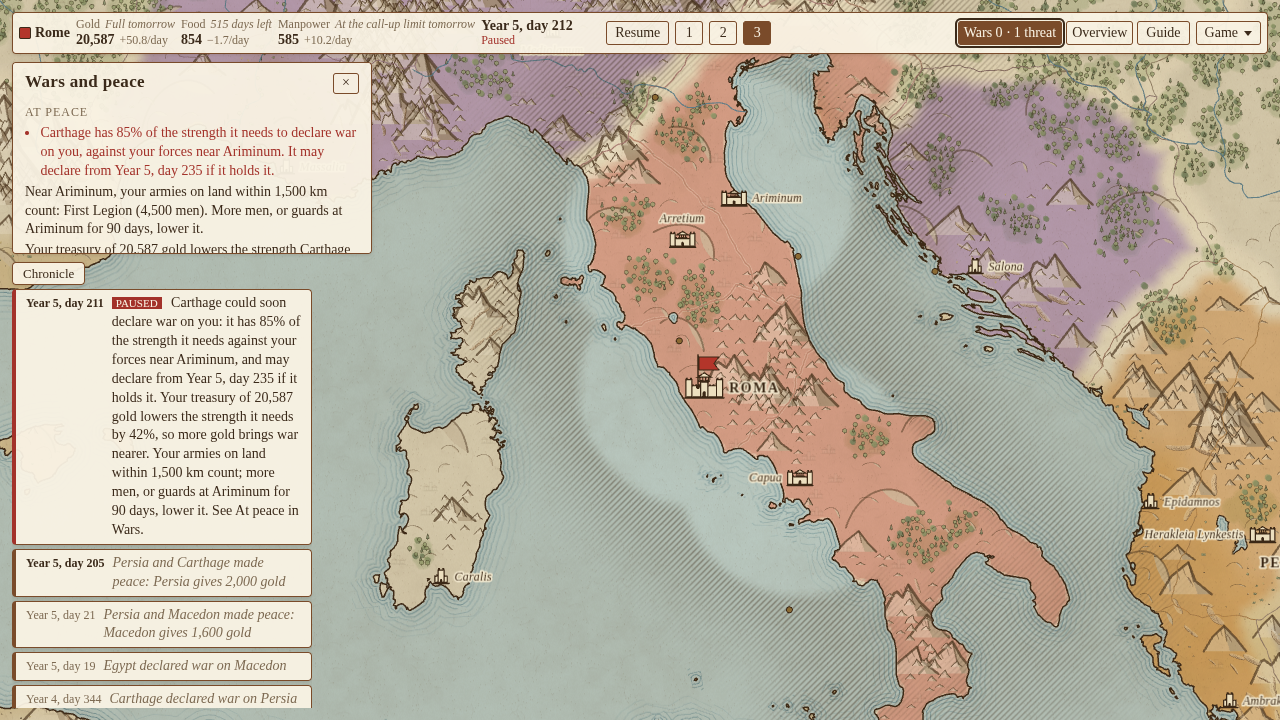 Rome
Gold Full tomorrow
20,587 +50.8/day
Food 515 days left
854 −1.7/day
Manpower At the call-up limit tomorrow
585 +10.2/day
Year 5, day 212
Paused
Resume
1
2
3
Wars 0 · 1 threat
Overview
Guide
Game
Wars and peace
×
AT PEACE
• Carthage has 85% of the strength it needs to declare war
on you, against your forces near Ariminum. It may
declare from Year 5, day 235 if it holds it.
Near Ariminum, your armies on land within 1,500 km
count: First Legion (4,500 men). More men, or guards at
Ariminum for 90 days, lower it.
Your treasury of 20,587 gold lowers the strength Carthage
Chronicle
Year 5, day 211 PAUSED Carthage could soon
declare war on you: it has 85% of
the strength it needs against your
forces near Ariminum, and may
declare from Year 5, day 235 if it
holds it. Your treasury of 20,587
gold lowers the strength it needs
by 42%, so more gold brings war
nearer. Your armies on land
within 1,500 km count; more
men, or guards at Ariminum for
90 days, lower it. See At peace in
Wars.
Year 5, day 205 Persia and Carthage made
peace: Persia gives 2,000 gold
Year 5, day 21 Persia and Macedon made peace:
Macedon gives 1,600 gold
Year 5, day 19 Egypt declared war on Macedon
Year 4, day 344 Carthage declared war on Persia
Ariminum
Arretium
Salona
ROMA
Capua
Epidamnos
Herakleia Lynkestis
PE
Caralis
Ambrak